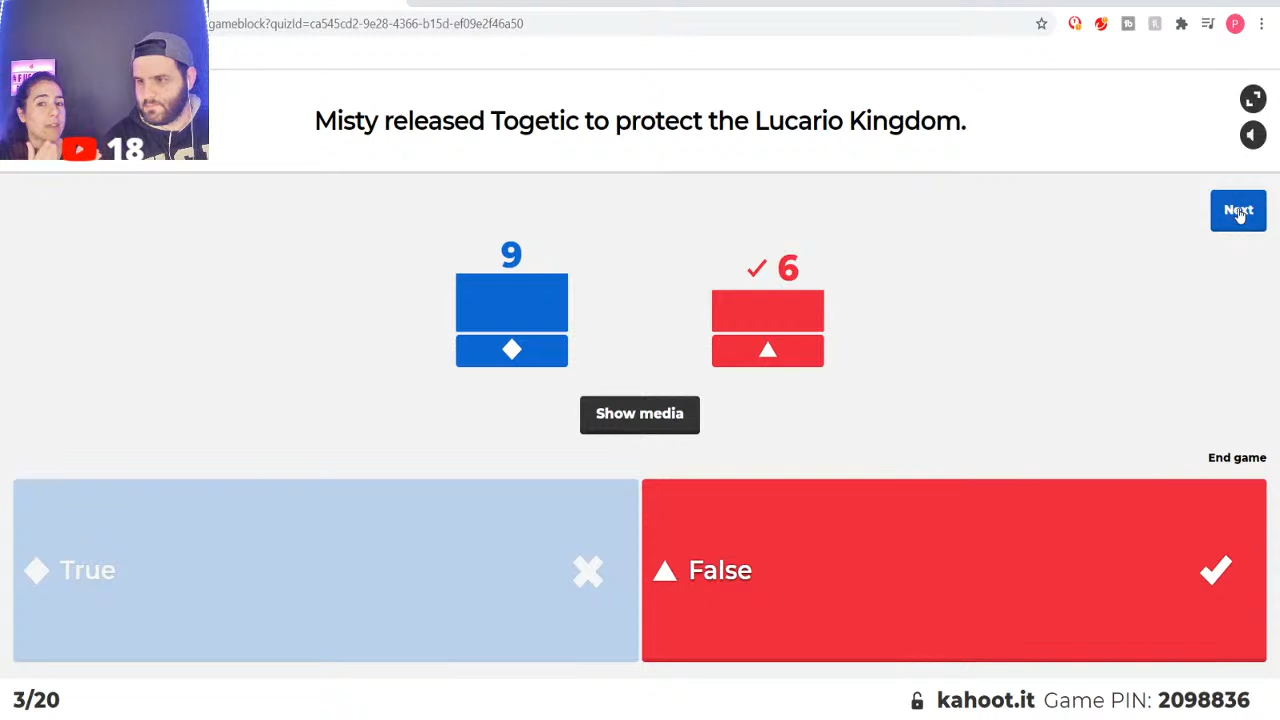 gameblock?quizId=ca545cd2-9e28-4366-b15d-ef09e2f46a50
18
Misty released Togetic to protect the Lucario Kingdom.
Next
9
6
Show media
End game
True
False
3/20
kahoot.it Game PIN: 2098836